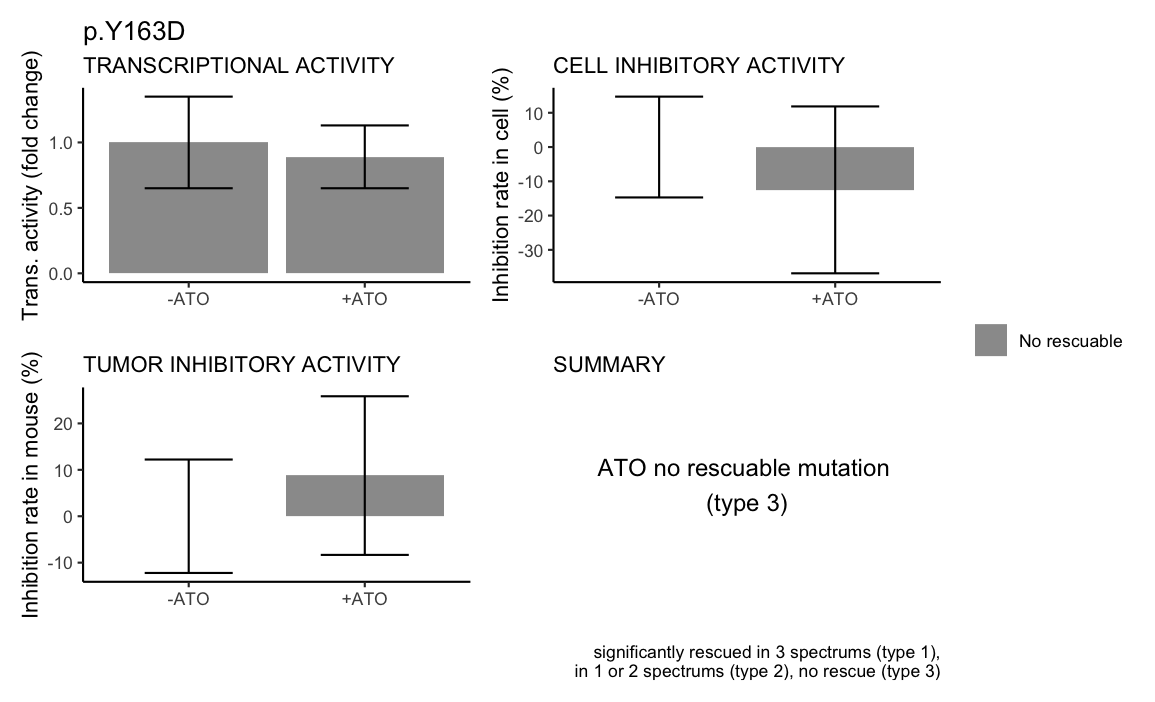 p.Y163D
TRANSCRIPTIONAL ACTIVITY
Trans. activity (fold change)
1.0
0.5
0.0
-ATO
+ATO
CELL INHIBITORY ACTIVITY
Inhibition rate in cell (%)
10
0
-10
-20
-30
-ATO
+ATO
No rescuable
TUMOR INHIBITORY ACTIVITY
Inhibition rate in mouse (%)
20
10
0
-10
-ATO
+ATO
SUMMARY
ATO no rescuable mutation
(type 3)
significantly rescued in 3 spectrums (type 1),
in 1 or 2 spectrums (type 2), no rescue (type 3)